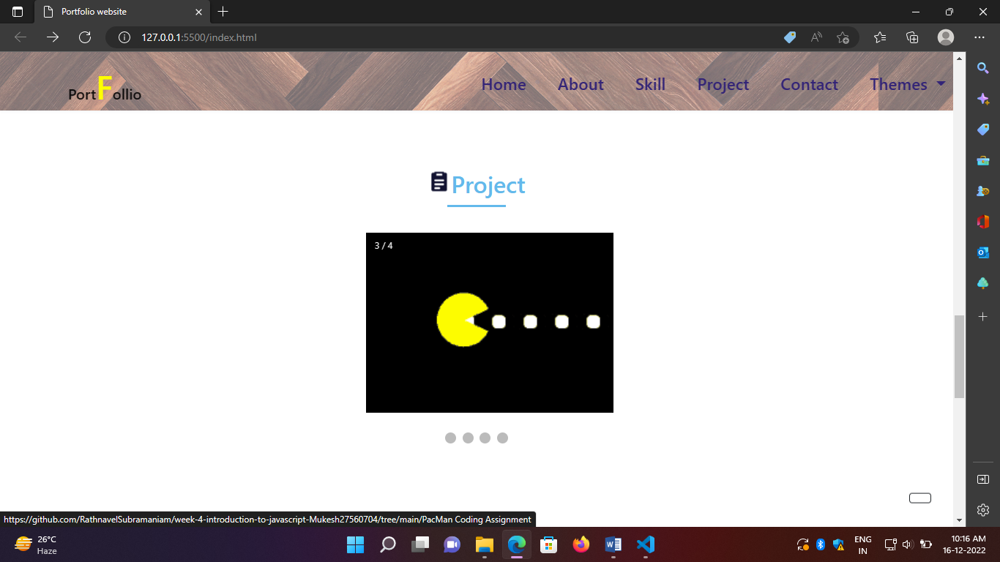 Portfolio website
127.0.0.1:5500/index.html
PortFollio
Home About Skill Project Contact Themes
Project
3 / 4
https://github.com/RathnavelSubramaniam/week-4-introduction-to-javascript-Mukesh27560704/tree/main/PacMan Coding Assignment
26°C
Haze
ENG
IN
10:16 AM
16-12-2022